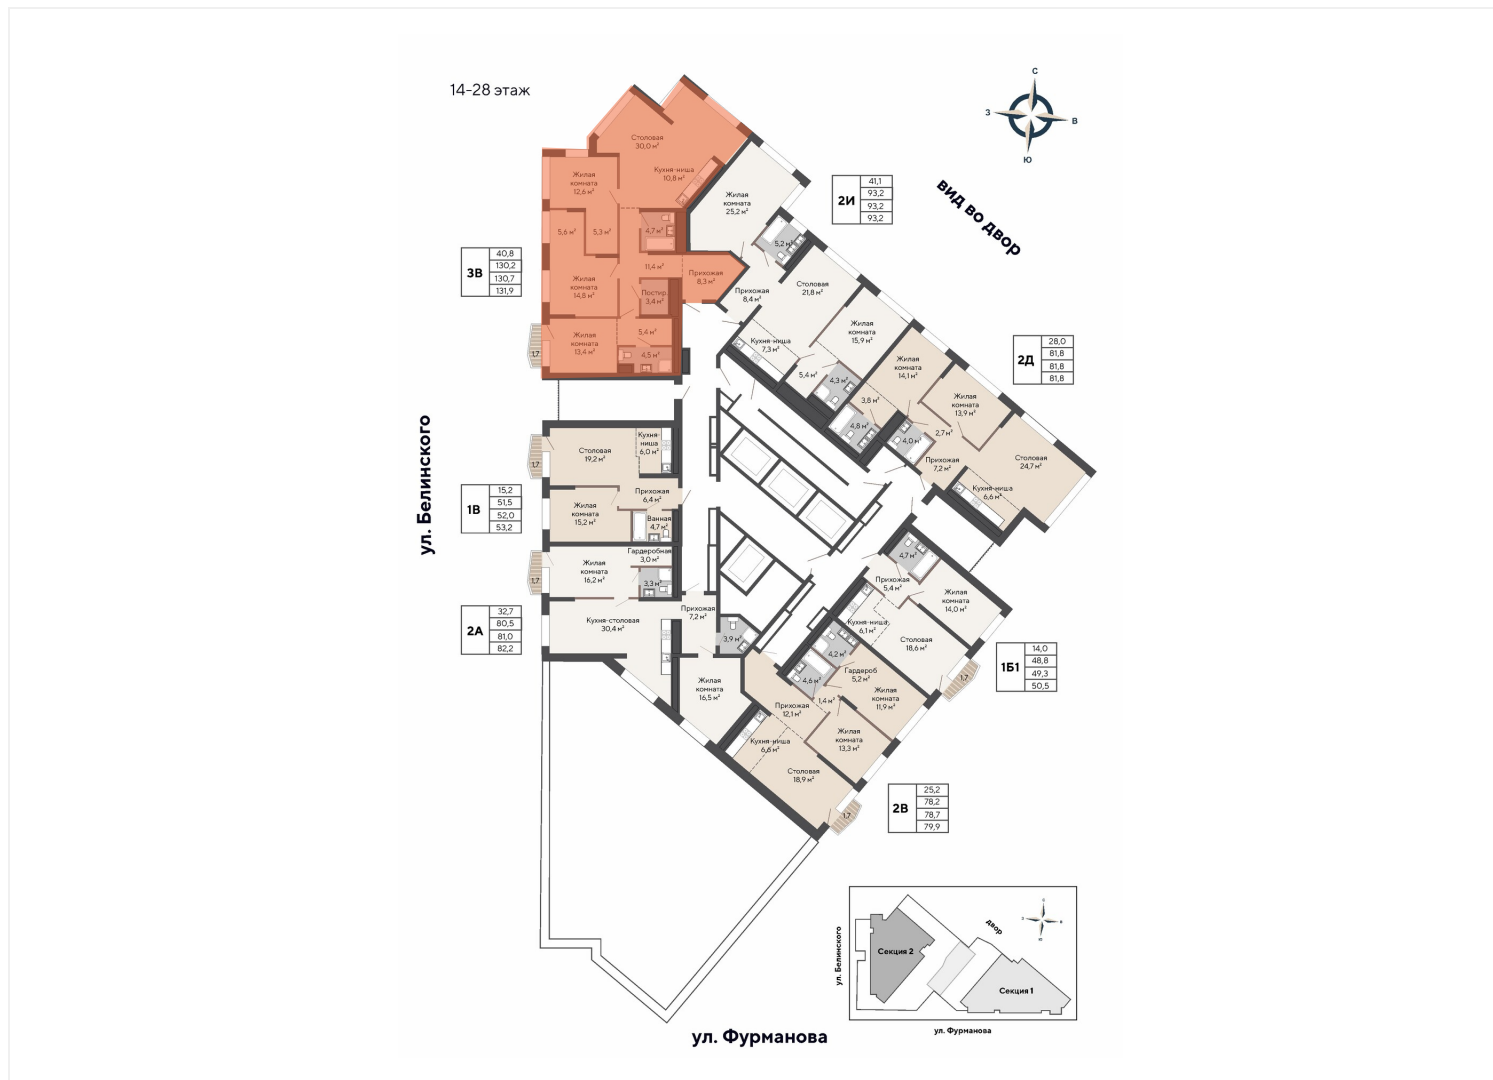 14-28 этаж
С
З
В
Ю
вид во двор
Столовая
30,0 м²
Кухня-ниша
10,8 м²
Жилая
комната
12,6 м²
5,6 м²
5,3 м²
4,7 м²
11,4 м²
Прихожая
8,3 м²
Жилая
комната
14,8 м²
Постир.
3,4 м²
Жилая
комната
13,4 м²
5,4 м²
4,5 м²
1,7
3В
40,8
130,2
130,7
131,9
Жилая
комната
25,2 м²
5,2 м²
Прихожая
8,4 м²
Столовая
21,8 м²
Кухня-ниша
7,3 м²
Жилая
комната
15,9 м²
5,4 м²
4,3 м²
2И
41,1
93,2
93,2
93,2
Жилая
комната
14,1 м²
3,8 м²
4,8 м²
Жилая
комната
13,9 м²
2,7 м²
4,0 м²
Прихожая
7,2 м²
Столовая
24,7 м²
Кухня-ниша
6,6 м²
2Д
28,0
81,8
81,8
81,8
ул. Белинского
Столовая
19,2 м²
Кухня-
ниша
6,0 м²
1,7
Прихожая
6,4 м²
Жилая
комната
15,2 м²
Ванная
4,7 м²
1В
15,2
51,5
52,0
53,2
Гардеробная
3,0 м²
Жилая
комната
16,2 м²
3,3 м²
1,7
Кухня-столовая
30,4 м²
Прихожая
7,2 м²
3,9 м²
Жилая
комната
16,5 м²
2А
32,7
80,5
81,0
82,2
4,7 м²
Прихожая
5,4 м²
Жилая
комната
14,0 м²
Кухня-ниша
6,1 м²
Столовая
18,6 м²
1,7
1Б1
14,0
48,8
49,3
50,5
4,2 м²
4,6 м²
Гардероб
5,2 м²
1,4 м²
Жилая
комната
11,9 м²
Прихожая
12,1 м²
Жилая
комната
13,3 м²
Кухня-ниша
6,6 м²
Столовая
18,9 м²
1,7
2В
25,2
78,2
78,7
79,9
ул. Фурманова
двор
ул. Белинского
Секция 2
Секция 1
ул. Фурманова